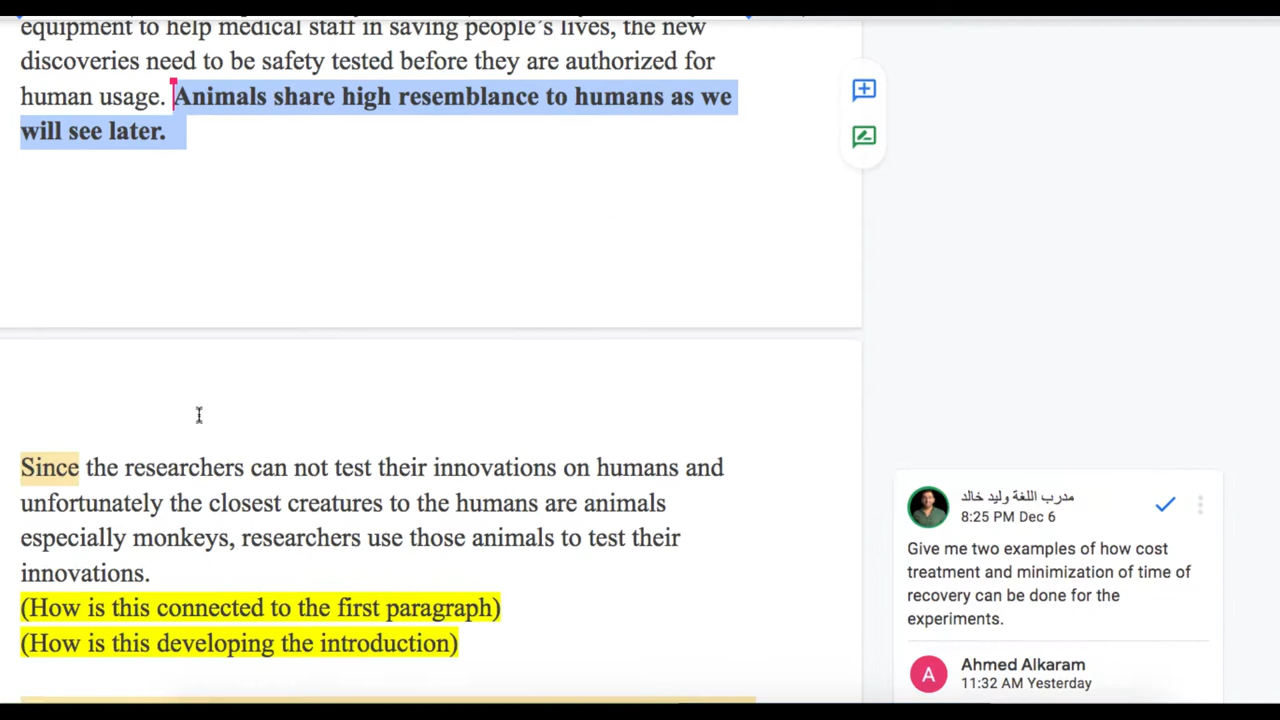 equipment to help medical staff in saving people's lives, the new
discoveries need to be safety tested before they are authorized for
human usage. Animals share high resemblance to humans as we
will see later.
Since the researchers can not test their innovations on humans and
unfortunately the closest creatures to the humans are animals
especially monkeys, researchers use those animals to test their
innovations.
(How is this connected to the first paragraph)
(How is this developing the introduction)
مدرب اللغة وليد خالد
8:25 PM Dec 6
Give me two examples of how cost
treatment and minimization of time of
recovery can be done for the
experiments.
A
Ahmed Alkaram
11:32 AM Yesterday